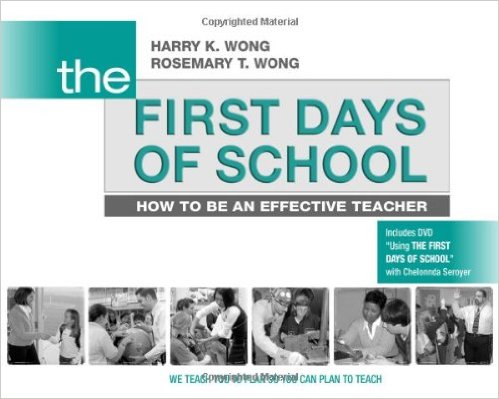 Copyrighted Material
HARRY K. WONG
ROSEMARY T. WONG
the
FIRST DAYS
OF SCHOOL
HOW TO BE AN EFFECTIVE TEACHER
Includes DVD
"Using THE FIRST
DAYS OF SCHOOL"
with Chelonnda Seroyer
WE TEACH YOU TO PLAN SO YOU CAN PLAN TO TEACH
Copyrighted Material